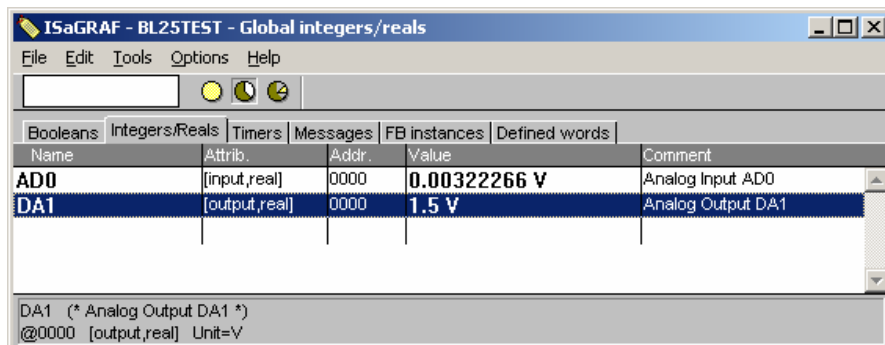 ISaGRAF - BL25TEST - Global integers/reals
File Edit Tools Options Help
Booleans Integers/Reals Timers Messages FB instances Defined words
Name Attrib. Addr. Value Comment
AD0 [input,real] 0000 0.00322266 V Analog Input AD0
DA1 [output,real] 0000 1.5 V Analog Output DA1
DA1 (* Analog Output DA1 *)
@0000 [output,real] Unit=V